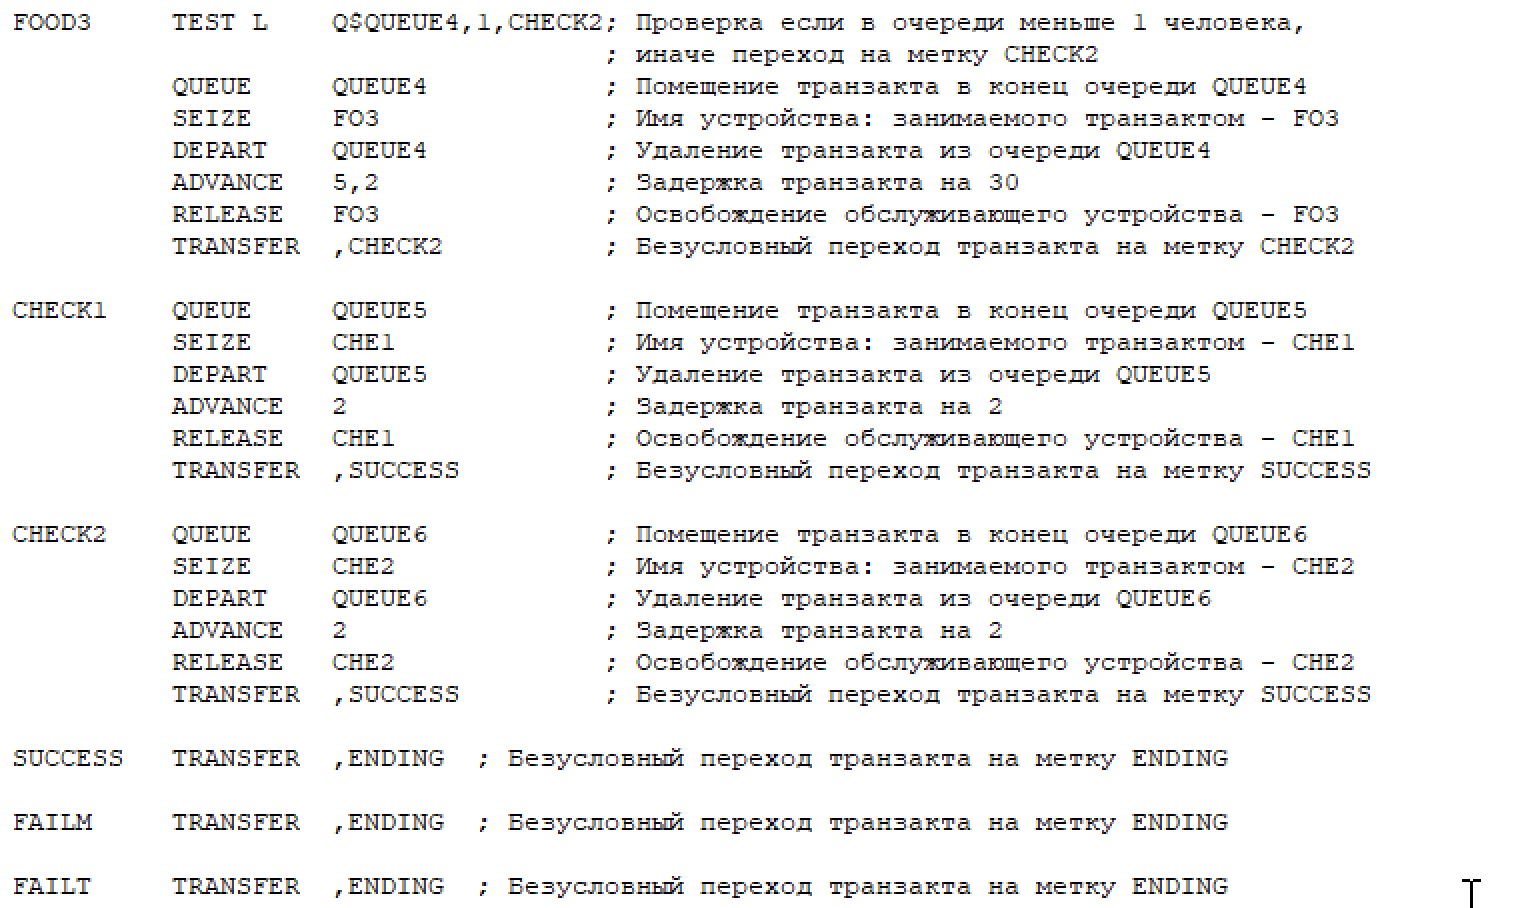 FOOD3     TEST L    Q$QUEUE4,1,CHECK2; Проверка если в очереди меньше 1 человека,
                                     ; иначе переход на метку CHECK2
          QUEUE     QUEUE4           ; Помещение транзакта в конец очереди QUEUE4
          SEIZE     FO3              ; Имя устройства: занимаемого транзактом - FO3
          DEPART    QUEUE4           ; Удаление транзакта из очереди QUEUE4
          ADVANCE   5,2              ; Задержка транзакта на 30
          RELEASE   FO3              ; Освобождение обслуживающего устройства - FO3
          TRANSFER  ,CHECK2          ; Безусловный переход транзакта на метку CHECK2
CHECK1    QUEUE     QUEUE5           ; Помещение транзакта в конец очереди QUEUE5
          SEIZE     CHE1             ; Имя устройства: занимаемого транзактом - CHE1
          DEPART    QUEUE5           ; Удаление транзакта из очереди QUEUE5
          ADVANCE   2                ; Задержка транзакта на 2
          RELEASE   CHE1             ; Освобождение обслуживающего устройства - CHE1
          TRANSFER  ,SUCCESS         ; Безусловный переход транзакта на метку SUCCESS
CHECK2    QUEUE     QUEUE6           ; Помещение транзакта в конец очереди QUEUE6
          SEIZE     CHE2             ; Имя устройства: занимаемого транзактом - CHE2
          DEPART    QUEUE6           ; Удаление транзакта из очереди QUEUE6
          ADVANCE   2                ; Задержка транзакта на 2
          RELEASE   CHE2             ; Освобождение обслуживающего устройства - CHE2
          TRANSFER  ,SUCCESS         ; Безусловный переход транзакта на метку SUCCESS
SUCCESS   TRANSFER  ,ENDING  ; Безусловный переход транзакта на метку ENDING
FAILM     TRANSFER  ,ENDING  ; Безусловный переход транзакта на метку ENDING
FAILT     TRANSFER  ,ENDING  ; Безусловный переход транзакта на метку ENDING